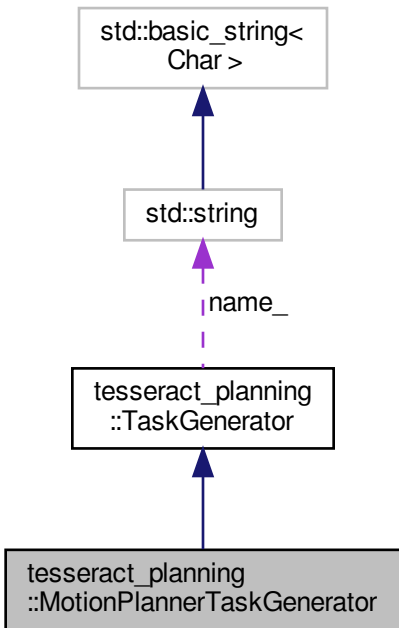 std::basic_string<
Char >
std::string
name_
tesseract_planning
::TaskGenerator
tesseract_planning
::MotionPlannerTaskGenerator